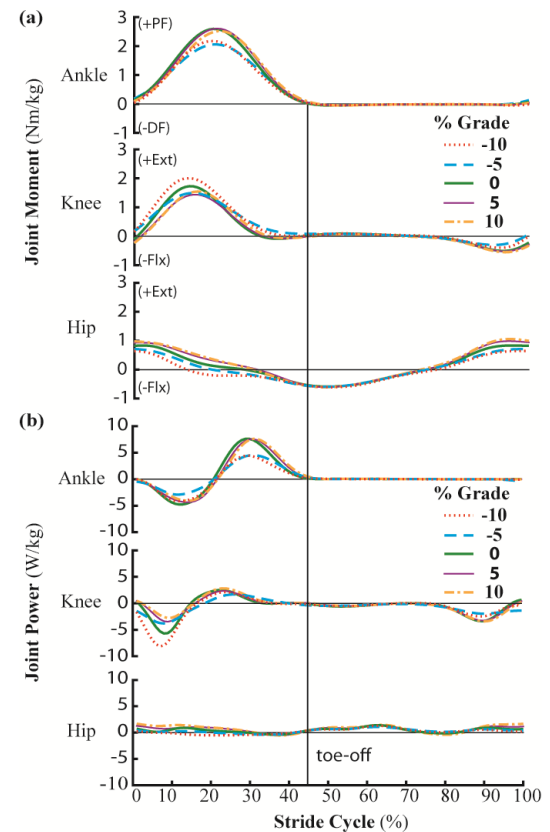 (a)
3
(+PF)
2
Ankle
1
0
-1
(-DF)
% Grade
-10
-5
0
5
10
Joint Moment (Nm/kg)
3
(+Ext)
2
Knee
1
0
-1
(-Flx)
3
(+Ext)
2
Hip
1
0
-1
(-Flx)
(b)
10
5
Ankle
0
-5
-10
% Grade
-10
-5
0
5
10
Joint Power (W/kg)
10
5
Knee
0
-5
-10
10
5
Hip
0
-5
-10
toe-off
0 10 20 30 40 50 60 70 80 90 100
Stride Cycle (%)